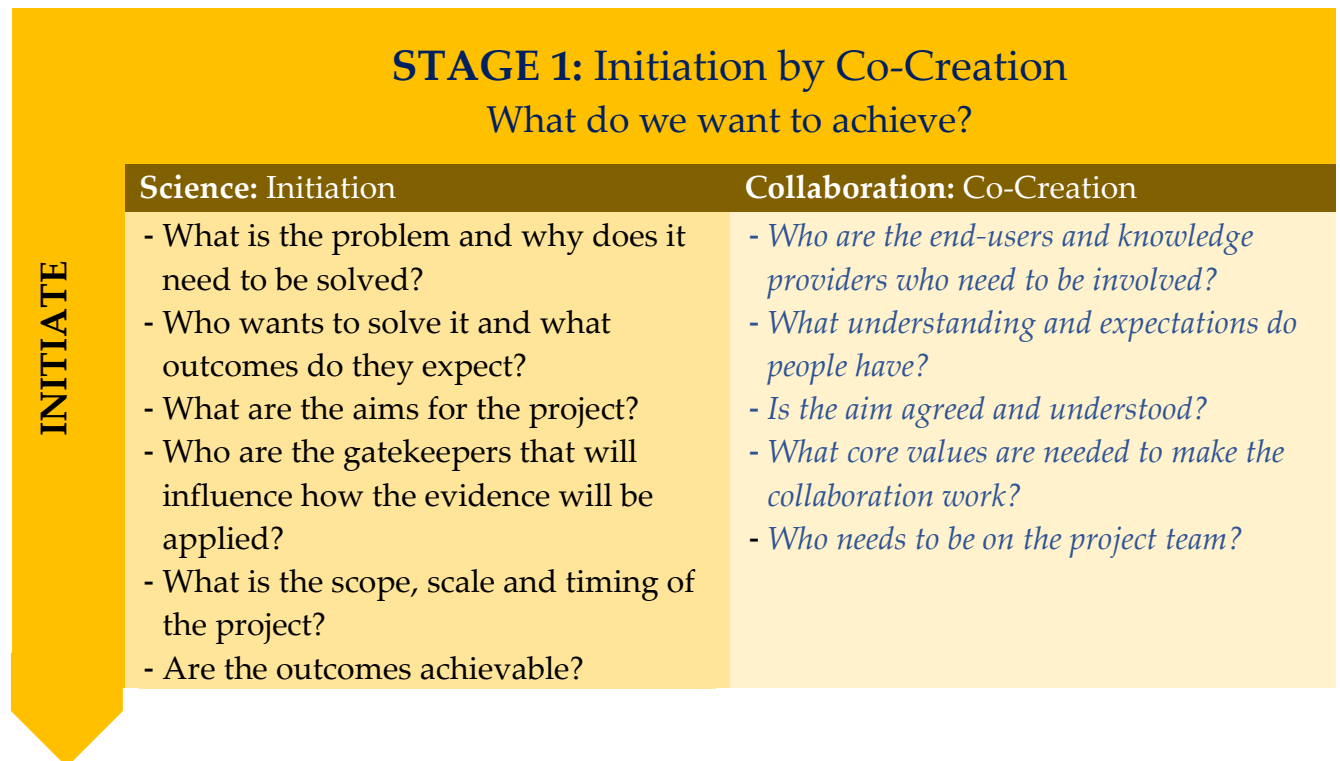 STAGE 1: Initiation by Co-Creation
What do we want to achieve?
INITIATE
Science: Initiation
- What is the problem and why does it
need to be solved?
- Who wants to solve it and what
outcomes do they expect?
- What are the aims for the project?
- Who are the gatekeepers that will
influence how the evidence will be
applied?
- What is the scope, scale and timing of
the project?
- Are the outcomes achievable?
Collaboration: Co-Creation
- Who are the end-users and knowledge
providers who need to be involved?
- What understanding and expectations do
people have?
- Is the aim agreed and understood?
- What core values are needed to make the
collaboration work?
- Who needs to be on the project team?